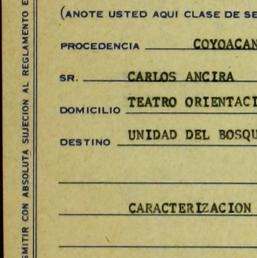 (ANOTE USTED AQUI CLASE DE SE
PROCEDENCIA COYOACAN
SR. CARLOS ANCIRA
DOMICILIO TEATRO ORIENTACI
DESTINO UNIDAD DEL BOSQU
CARACTERIZACION
SMITIR CON ABSOLUTA SUJECION AL REGLAMENTO E